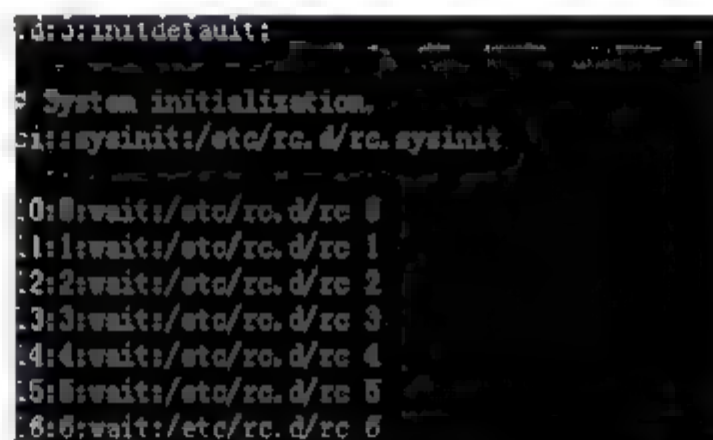 :d:3:initdefault:
# System initialization.
si::sysinit:/etc/rc.d/rc.sysinit
l0:0:wait:/etc/rc.d/rc 0
l1:1:wait:/etc/rc.d/rc 1
l2:2:wait:/etc/rc.d/rc 2
l3:3:wait:/etc/rc.d/rc 3
l4:4:wait:/etc/rc.d/rc 4
l5:5:wait:/etc/rc.d/rc 5
l6:6:wait:/etc/rc.d/rc 6